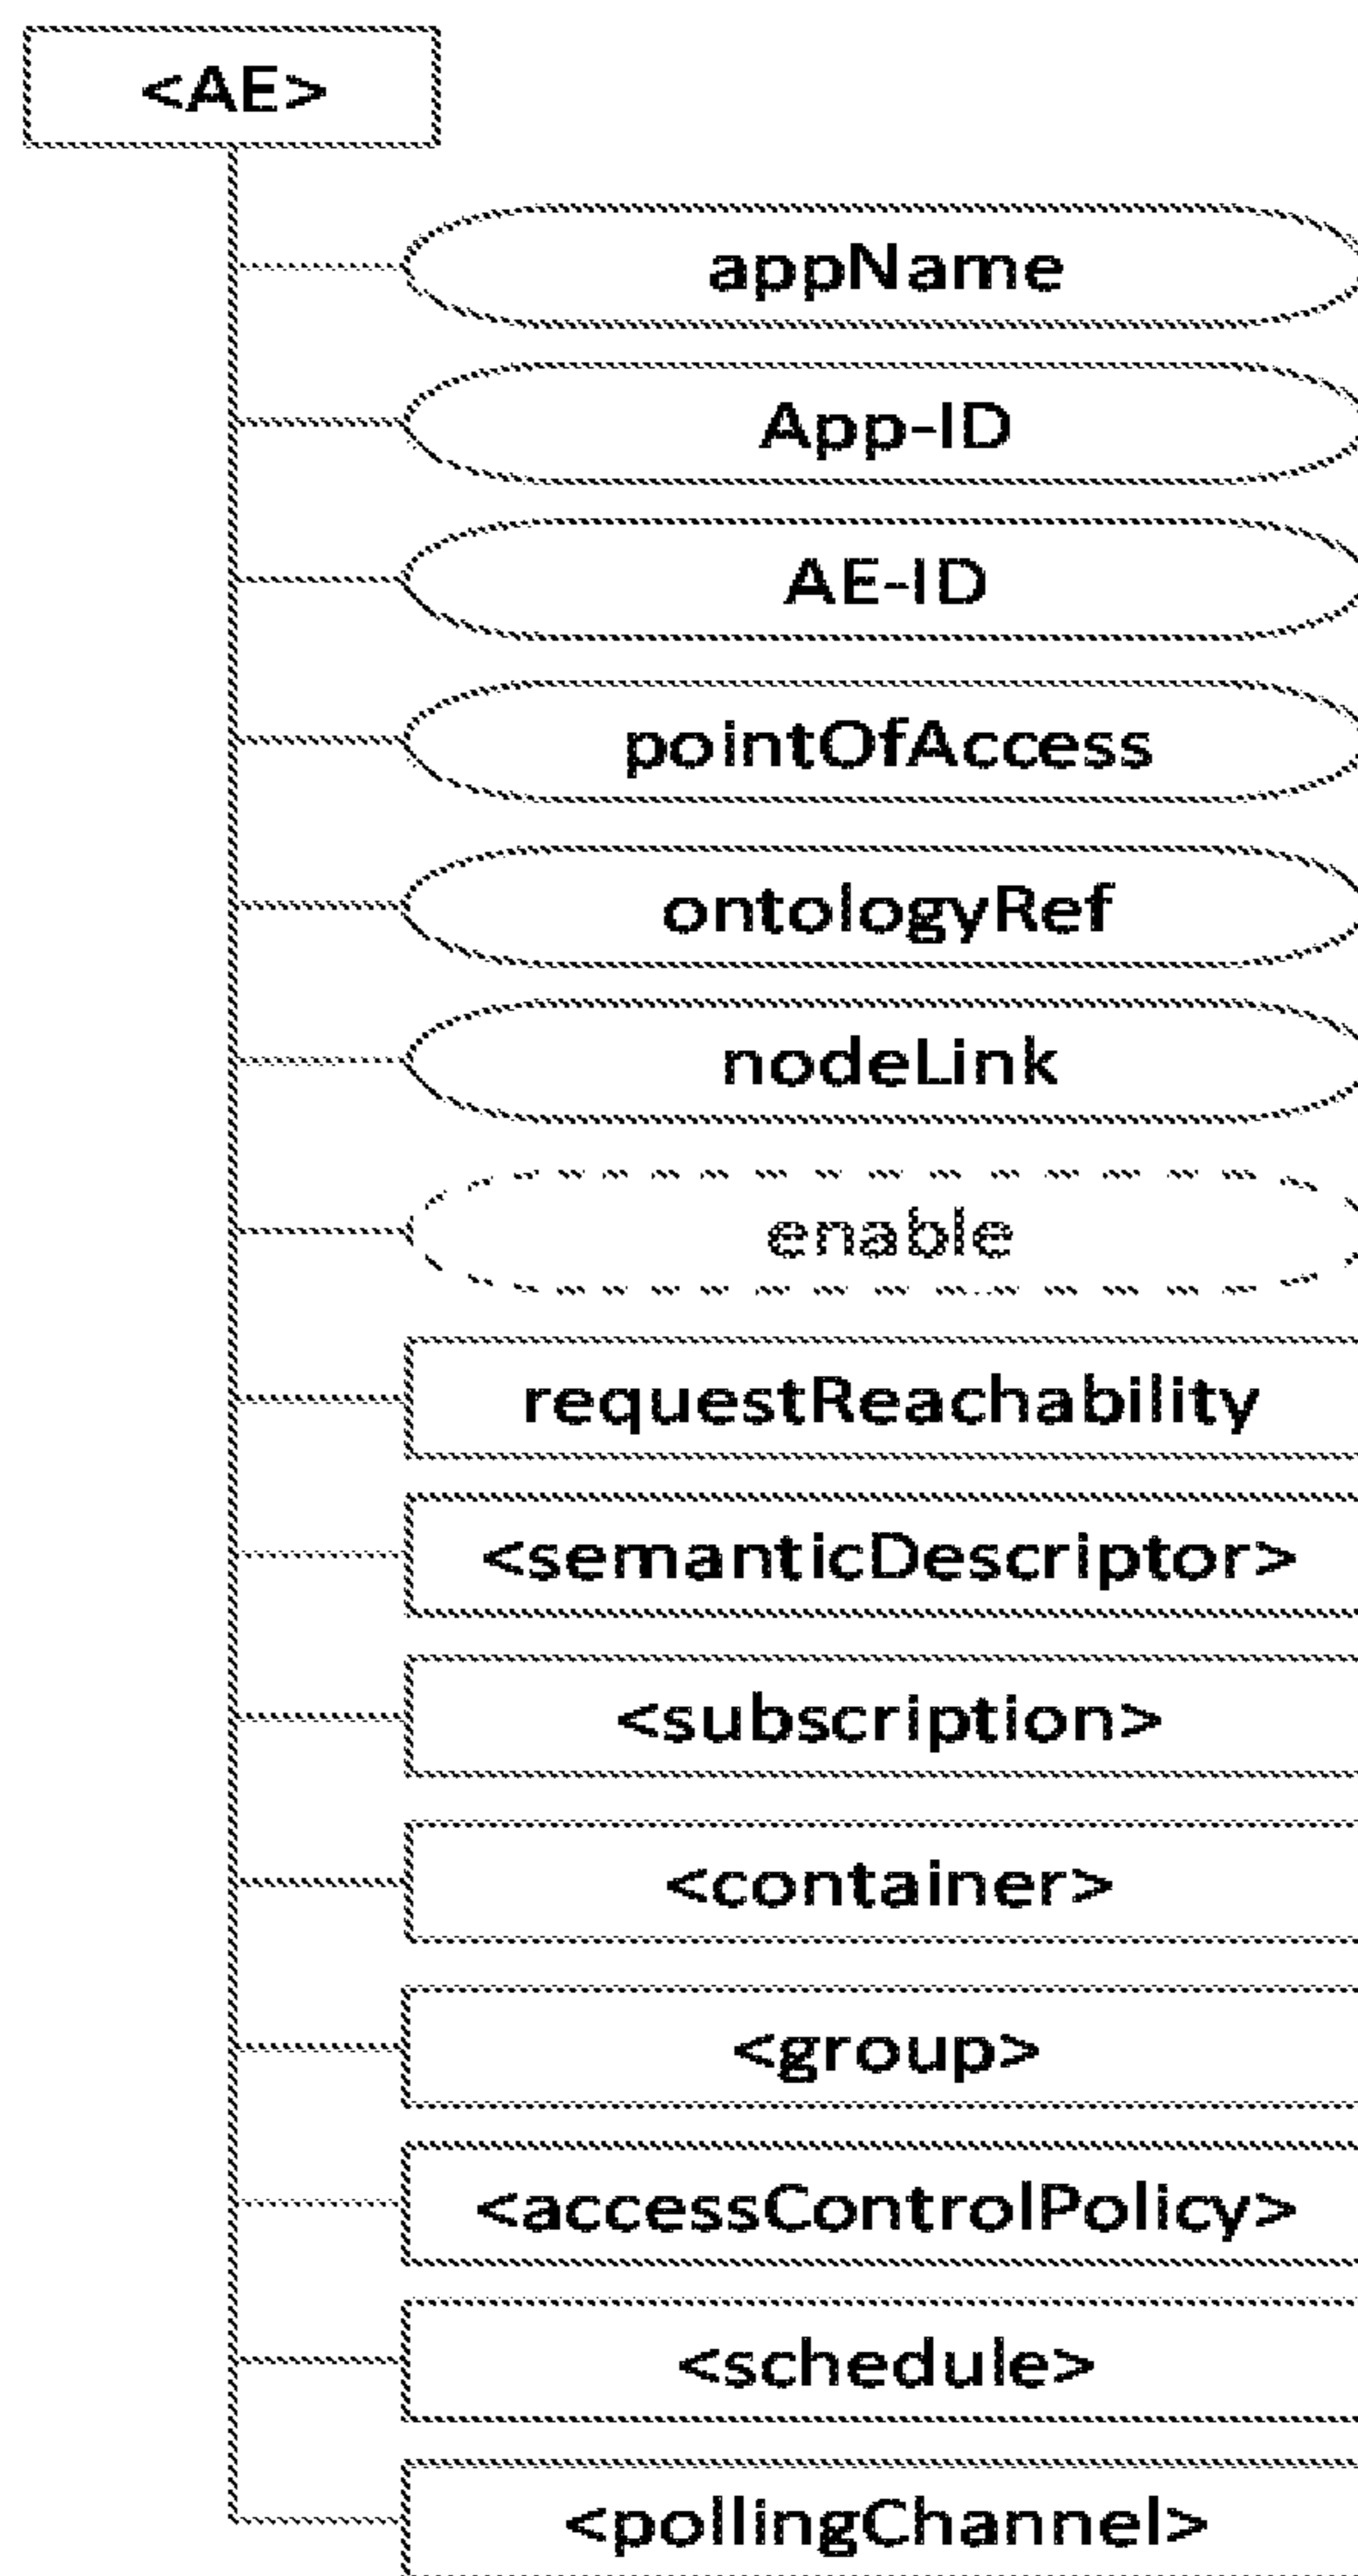 <AE>
appName
App-ID
AE-ID
pointOfAccess
ontologyRef
nodeLink
enable
requestReachability
<semanticDescriptor>
<subscription>
<container>
<group>
<accessControlPolicy>
<schedule>
<pollingChannel>